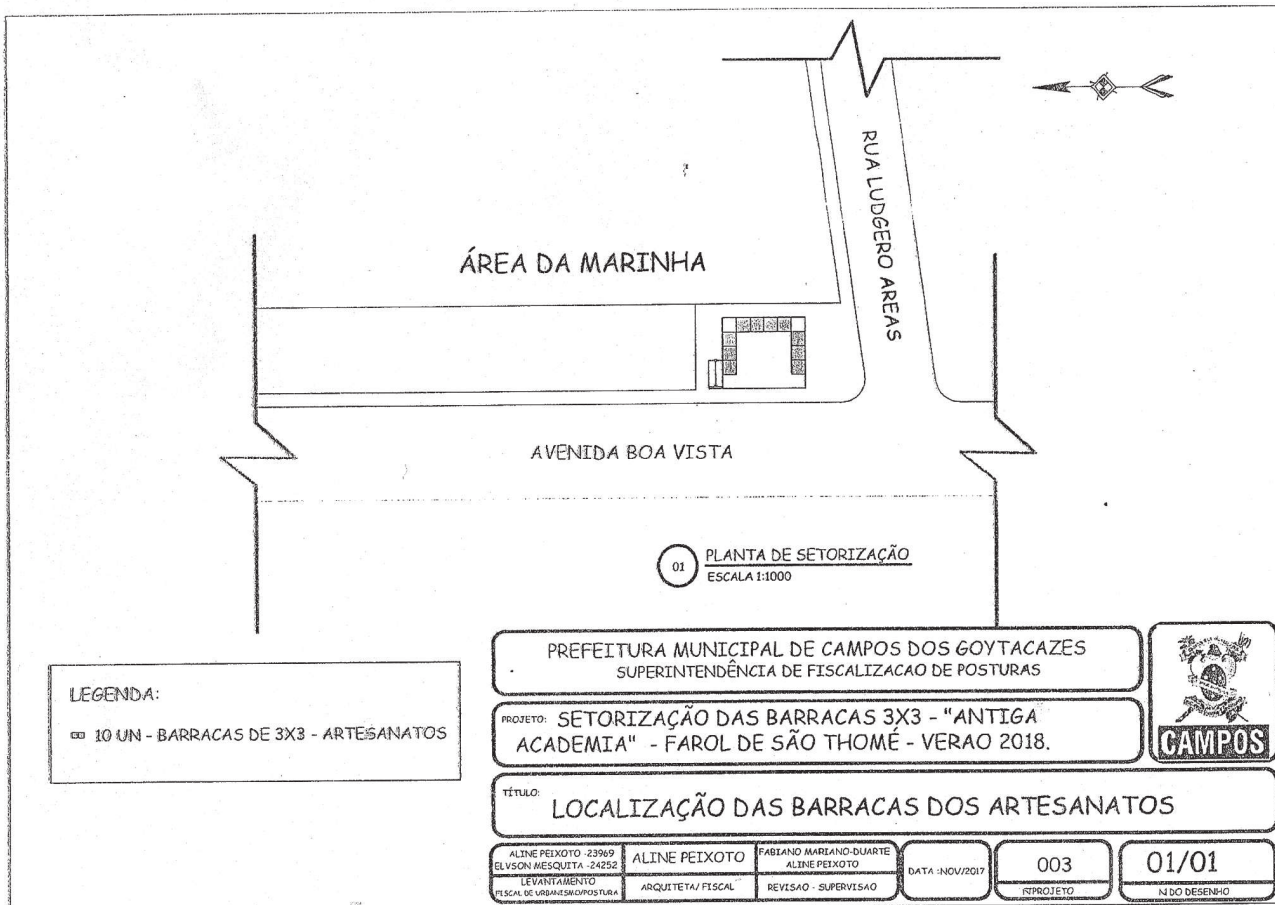 RUA LUDGERO AREAS
ÁREA DA MARINHA
AVENIDA BOA VISTA
01
PLANTA DE SETORIZAÇÃO
ESCALA 1:1000
LEGENDA:
10 UN - BARRACAS DE 3X3 - ARTESANATOS
PREFEITURA MUNICIPAL DE CAMPOS DOS GOYTACAZES
SUPERINTENDÊNCIA DE FISCALIZACAO DE POSTURAS
CAMPOS
PROJETO: SETORIZAÇÃO DAS BARRACAS 3X3 - "ANTIGA
ACADEMIA" - FAROL DE SÃO THOMÉ - VERAO 2018.
TÍTULO:
LOCALIZAÇÃO DAS BARRACAS DOS ARTESANATOS
ALINE PEIXOTO -23969
ELVSON MESQUITA -24252
LEVANTAMENTO
FISCAL DE URBANISMO/POSTURA
ALINE PEIXOTO
ARQUITETA/ FISCAL
FABIANO MARIANO-DUARTE
ALINE PEIXOTO
REVISAO - SUPERVISAO
DATA :NOV/2017
003
PROJETO
01/01
N DO DESENHO